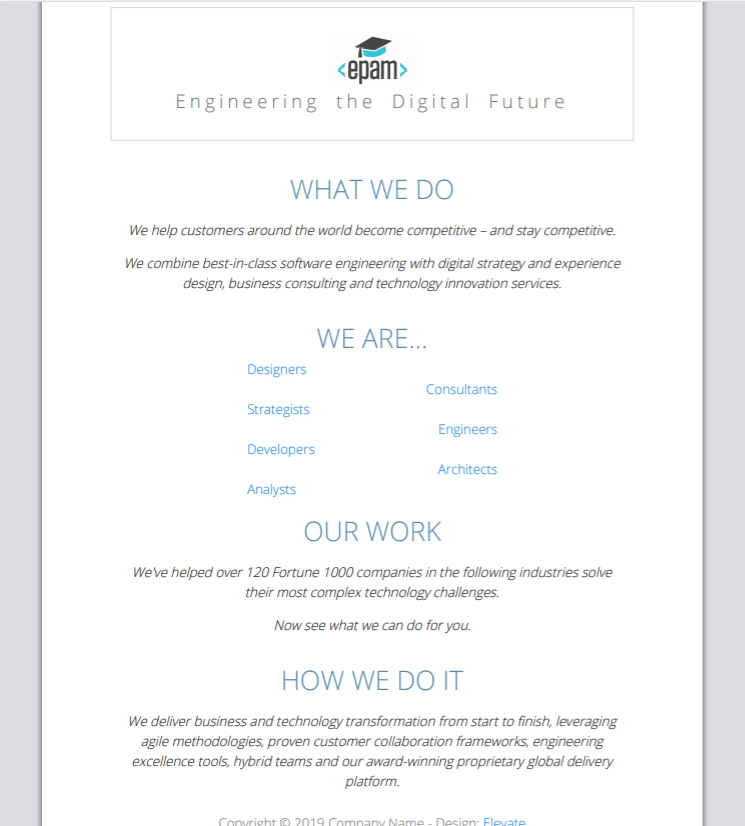 <epam>
Engineering the Digital Future
WHAT WE DO
We help customers around the world become competitive – and stay competitive.
We combine best-in-class software engineering with digital strategy and experience
design, business consulting and technology innovation services.
WE ARE...
Designers
Consultants
Strategists
Engineers
Developers
Architects
Analysts
OUR WORK
We've helped over 120 Fortune 1000 companies in the following industries solve
their most complex technology challenges.
Now see what we can do for you.
HOW WE DO IT
We deliver business and technology transformation from start to finish, leveraging
agile methodologies, proven customer collaboration frameworks, engineering
excellence tools, hybrid teams and our award-winning proprietary global delivery
platform.
Copyright © 2019 Company Name - Design: Elevate